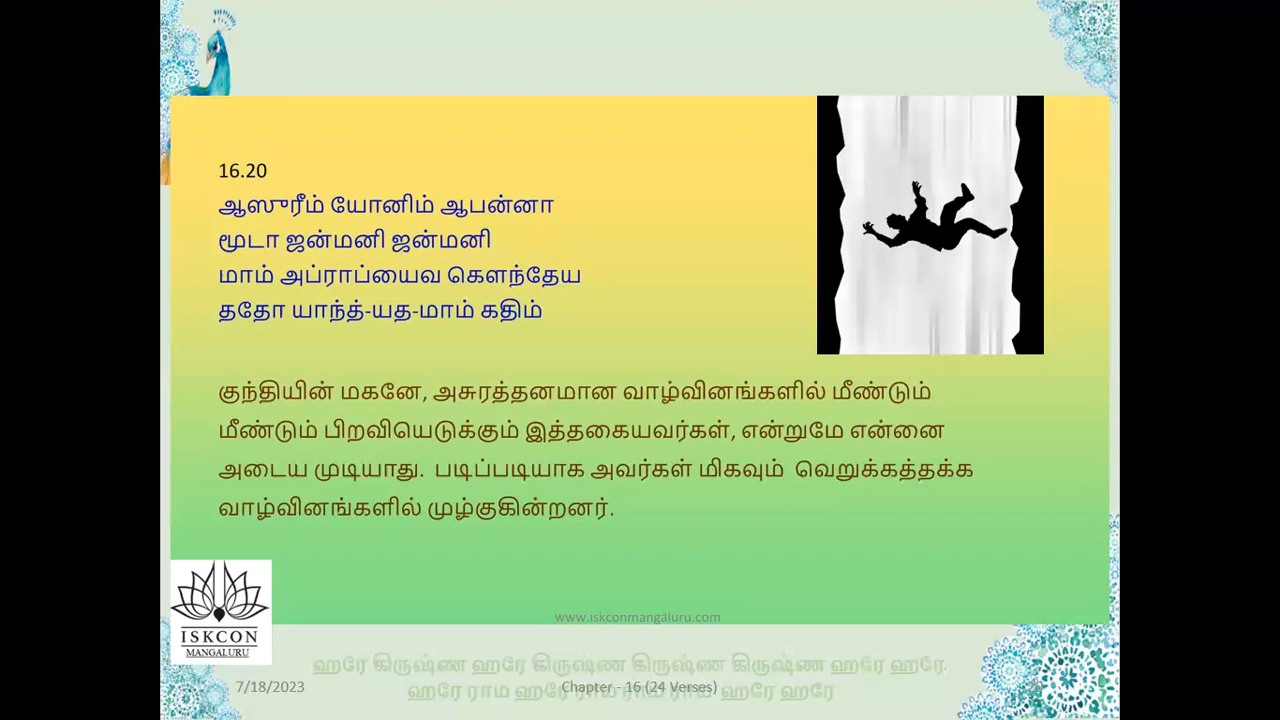 16.20
ஆஸுரீம் யோனிம் ஆபன்னா
மூடா ஜன்மனி ஜன்மனி
மாம் அப்ராப்யைவ கௌந்தேய
ததோ யாந்த்-யத-மாம் கதிம்
குந்தியின் மகனே, அசுரத்தனமான வாழ்வினங்களில் மீண்டும்
மீண்டும் பிறவியெடுக்கும் இத்தகையவர்கள், என்றுமே என்னை
அடைய முடியாது. படிப்படியாக அவர்கள் மிகவும் வெறுக்கத்தக்க
வாழ்வினங்களில் முழ்குகின்றனர்.
ISKCON
MANGALURU
www.iskconmangaluru.com
ஹரே கிருஷ்ண ஹரே கிருஷ்ண கிருஷ்ண கிருஷ்ண ஹரே ஹரே
ஹரே ராம ஹரே ராம ராம ராம ஹரே ஹரே
7/18/2023
Chapter - 16 (24 Verses)